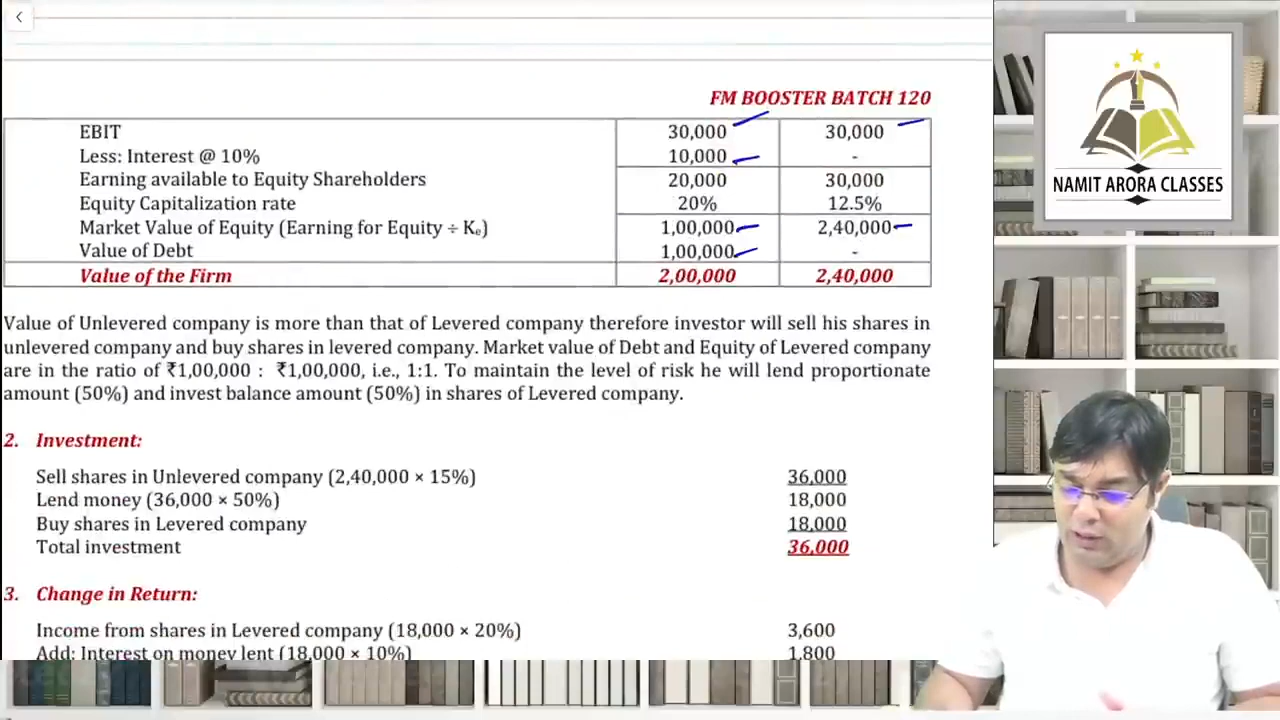 FM BOOSTER BATCH 120
EBIT 30,000 30,000
Less: Interest @ 10% 10,000 -
Earning available to Equity Shareholders 20,000 30,000
Equity Capitalization rate 20% 12.5%
Market Value of Equity (Earning for Equity ÷ Kₑ) 1,00,000 2,40,000
Value of Debt 1,00,000 -
Value of the Firm 2,00,000 2,40,000
Value of Unlevered company is more than that of Levered company therefore investor will sell his shares in
unlevered company and buy shares in levered company. Market value of Debt and Equity of Levered company
are in the ratio of ₹1,00,000 : ₹1,00,000, i.e., 1:1. To maintain the level of risk he will lend proportionate
amount (50%) and invest balance amount (50%) in shares of Levered company.
2. Investment:
Sell shares in Unlevered company (2,40,000 × 15%) 36,000
Lend money (36,000 × 50%) 18,000
Buy shares in Levered company 18,000
Total investment 36,000
3. Change in Return:
Income from shares in Levered company (18,000 × 20%) 3,600
Add: Interest on money lent (18,000 × 10%) 1,800
NAMIT ARORA CLASSES